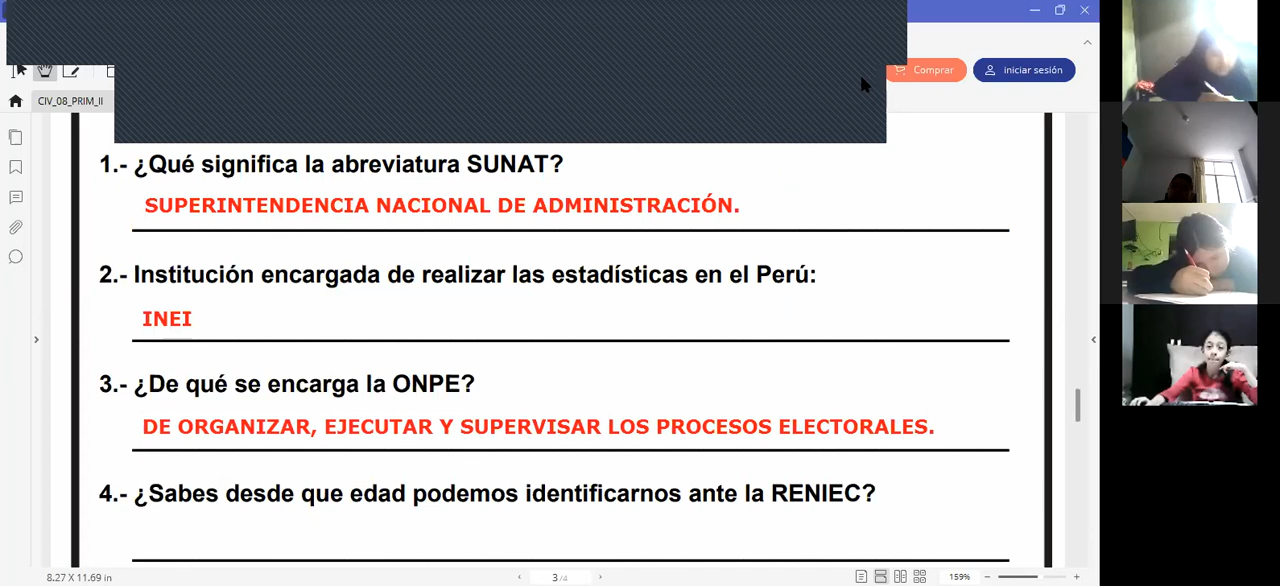 Comprar
iniciar sesión
CIV_08_PRIM_II
1.- ¿Qué significa la abreviatura SUNAT?
SUPERINTENDENCIA NACIONAL DE ADMINISTRACIÓN.
2.- Institución encargada de realizar las estadísticas en el Perú:
INEI
3.- ¿De qué se encarga la ONPE?
DE ORGANIZAR, EJECUTAR Y SUPERVISAR LOS PROCESOS ELECTORALES.
4.- ¿Sabes desde que edad podemos identificarnos ante la RENIEC?
8.27 X 11.69 in
3 /4
159%